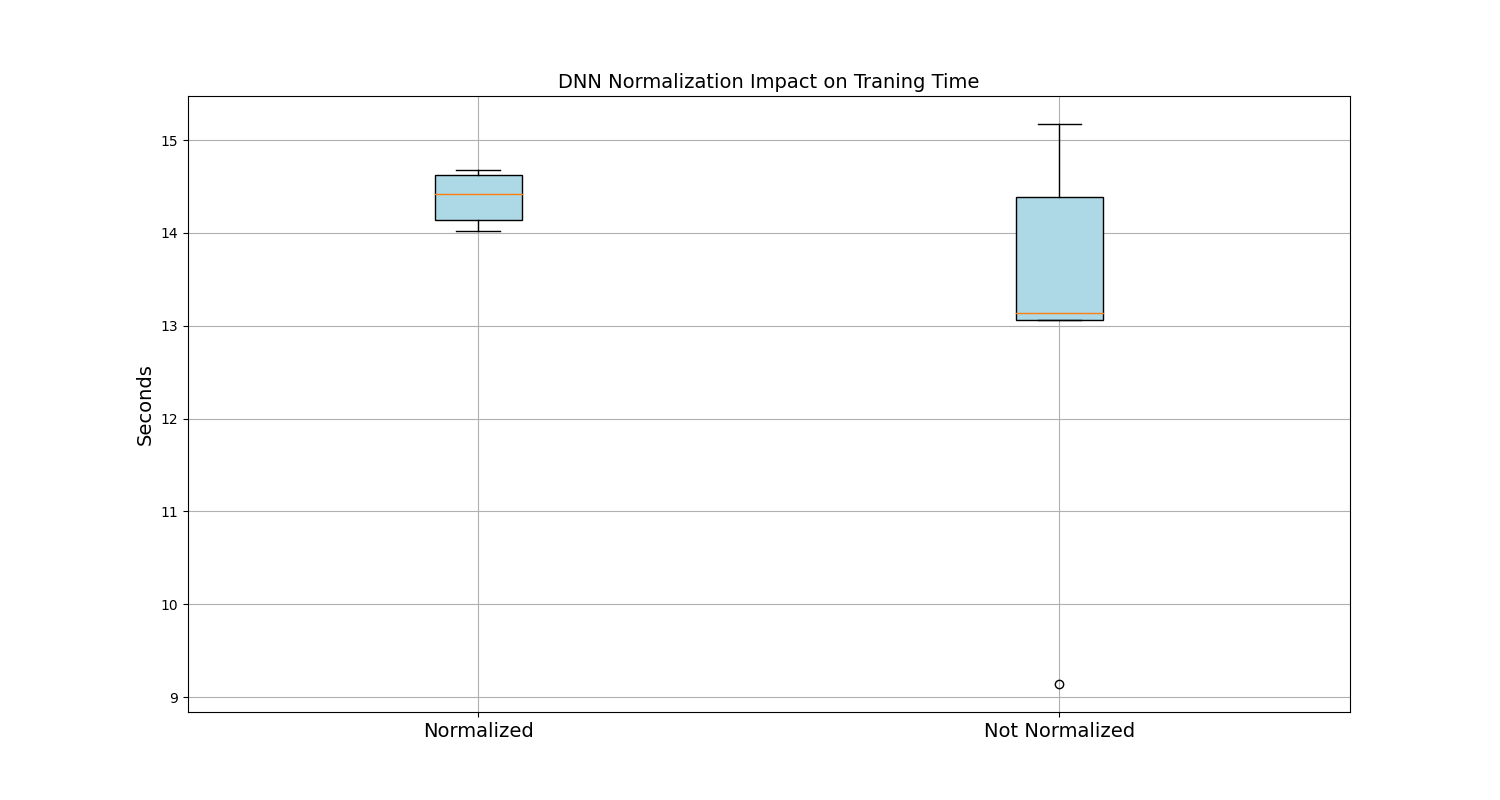 DNN Normalization Impact on Traning Time
15
14
13
12
11
10
9
Seconds
Normalized
Not Normalized